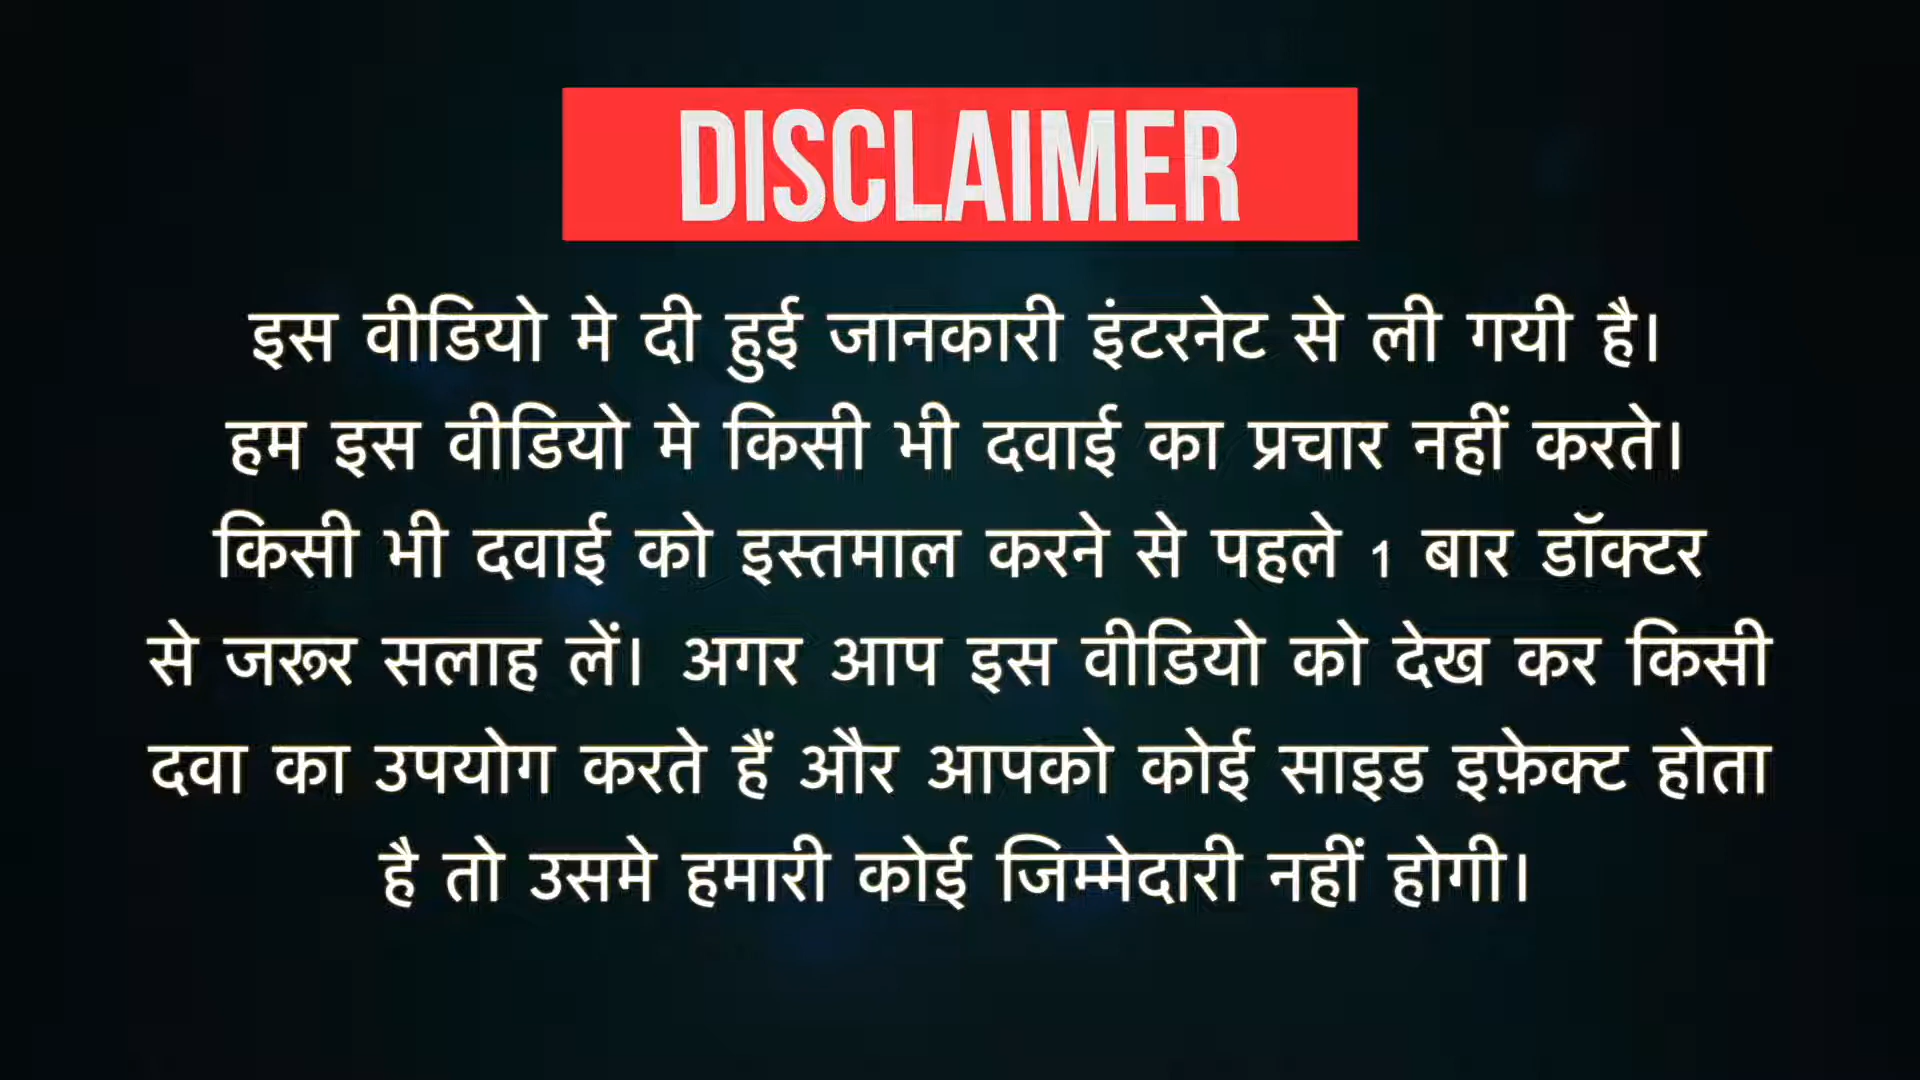 DISCLAIMER
इस वीडियो मे दी हुई जानकारी इंटरनेट से ली गयी है।
हम इस वीडियो मे किसी भी दवाई का प्रचार नहीं करते।
किसी भी दवाई को इस्तमाल करने से पहले 1 बार डॉक्टर
से जरूर सलाह लें। अगर आप इस वीडियो को देख कर किसी
दवा का उपयोग करते हैं और आपको कोई साइड इफ़ेक्ट होता
है तो उसमे हमारी कोई जिम्मेदारी नहीं होगी।